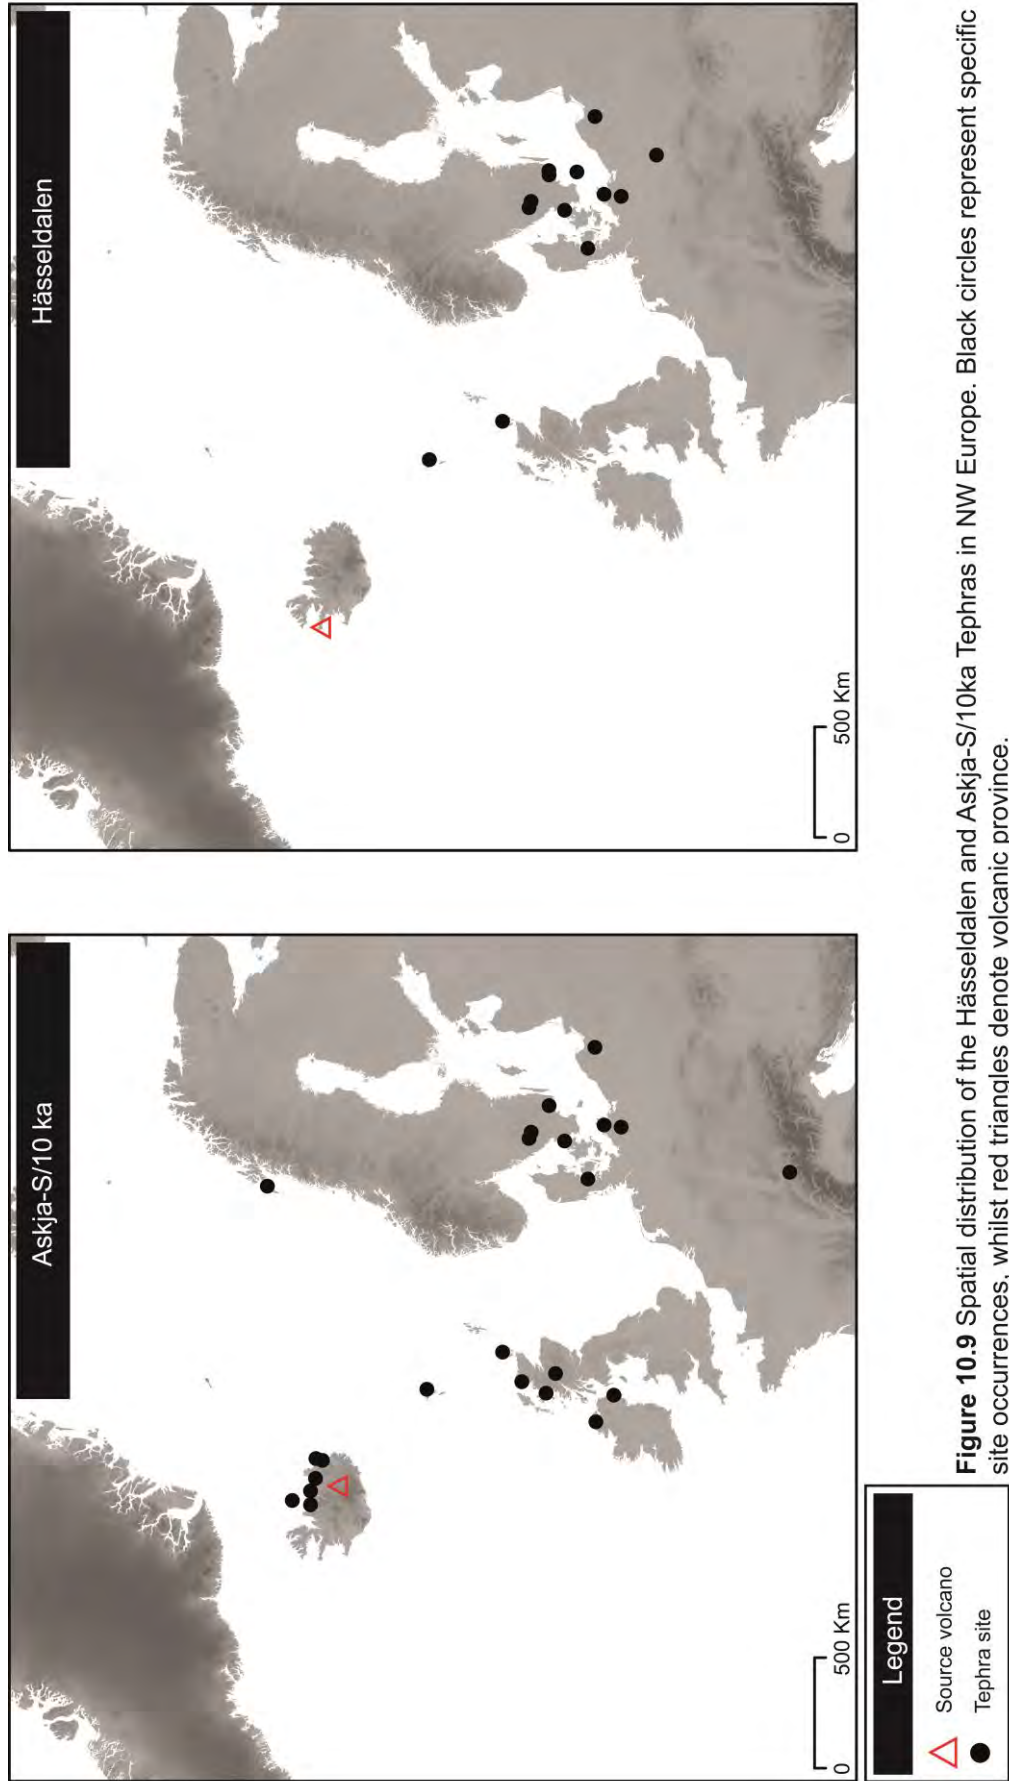 Askja-S/10 ka
0 500 Km
Hässeldalen
0 500 Km
Legend
Source volcano
Tephra site
Figure 10.9 Spatial distribution of the Hässeldalen and Askja-S/10ka Tephras in NW Europe. Black circles represent specific
site occurrences, whilst red triangles denote volcanic province.